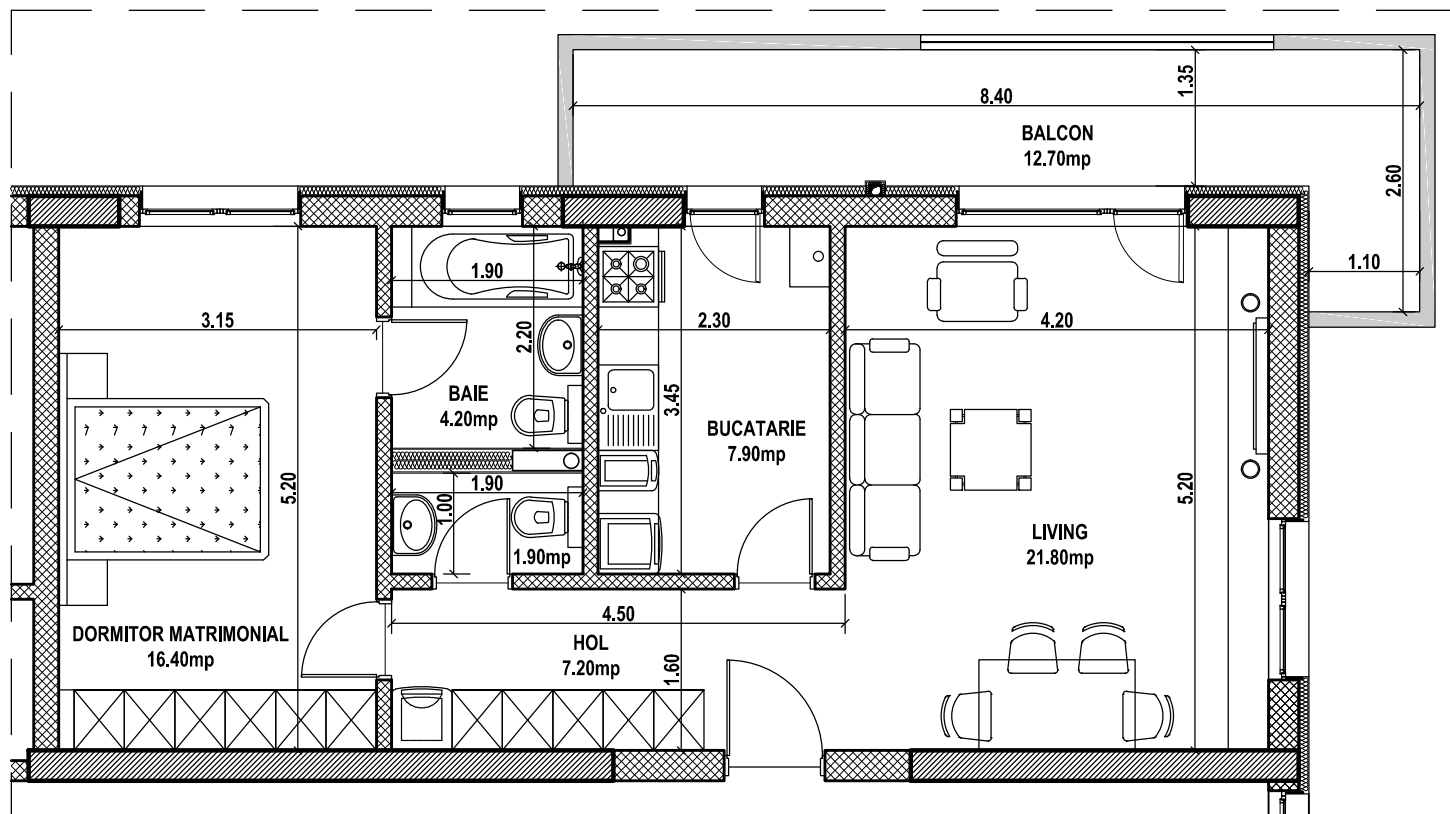 1.35
8.40
BALCON
12.70mp
2.60
1.10
1.90
3.15
2.20
2.30
4.20
BAIE
4.20mp
3.45
BUCATARIE
7.90mp
5.20
1.90
1.00
1.90mp
5.20
LIVING
21.80mp
DORMITOR MATRIMONIAL
16.40mp
4.50
HOL
7.20mp
1.60